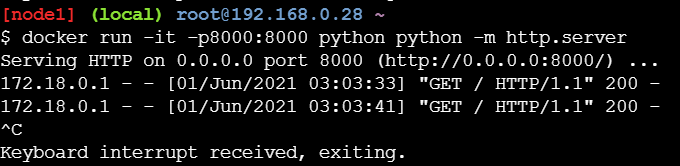 [node1] (local) root@192.168.0.28 ~
$ docker run -it -p8000:8000 python python -m http.server
Serving HTTP on 0.0.0.0 port 8000 (http://0.0.0.0:8000/) ...
172.18.0.1 - - [01/Jun/2021 03:03:33] "GET / HTTP/1.1" 200 -
172.18.0.1 - - [01/Jun/2021 03:03:41] "GET / HTTP/1.1" 200 -
^C
Keyboard interrupt received, exiting.